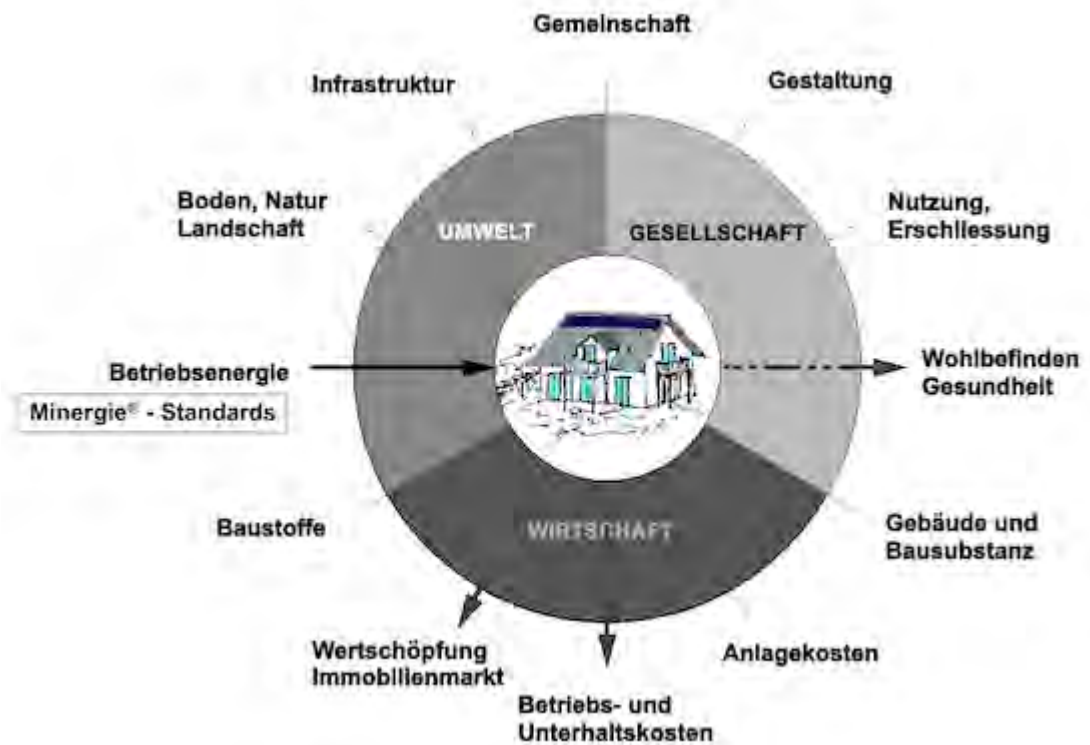 Gemeinschaft
Infrastruktur
Gestaltung
Boden, Natur
Landschaft
Nutzung,
Erschliessung
UMWELT
GESELLSCHAFT
Betriebsenergie
Minergie® - Standards
Wohlbefinden
Gesundheit
Baustoffe
WIRTSCHAFT
Gebäude und
Bausubstanz
Wertschöpfung
Immobilienmarkt
Anlagekosten
Betriebs- und
Unterhaltskosten